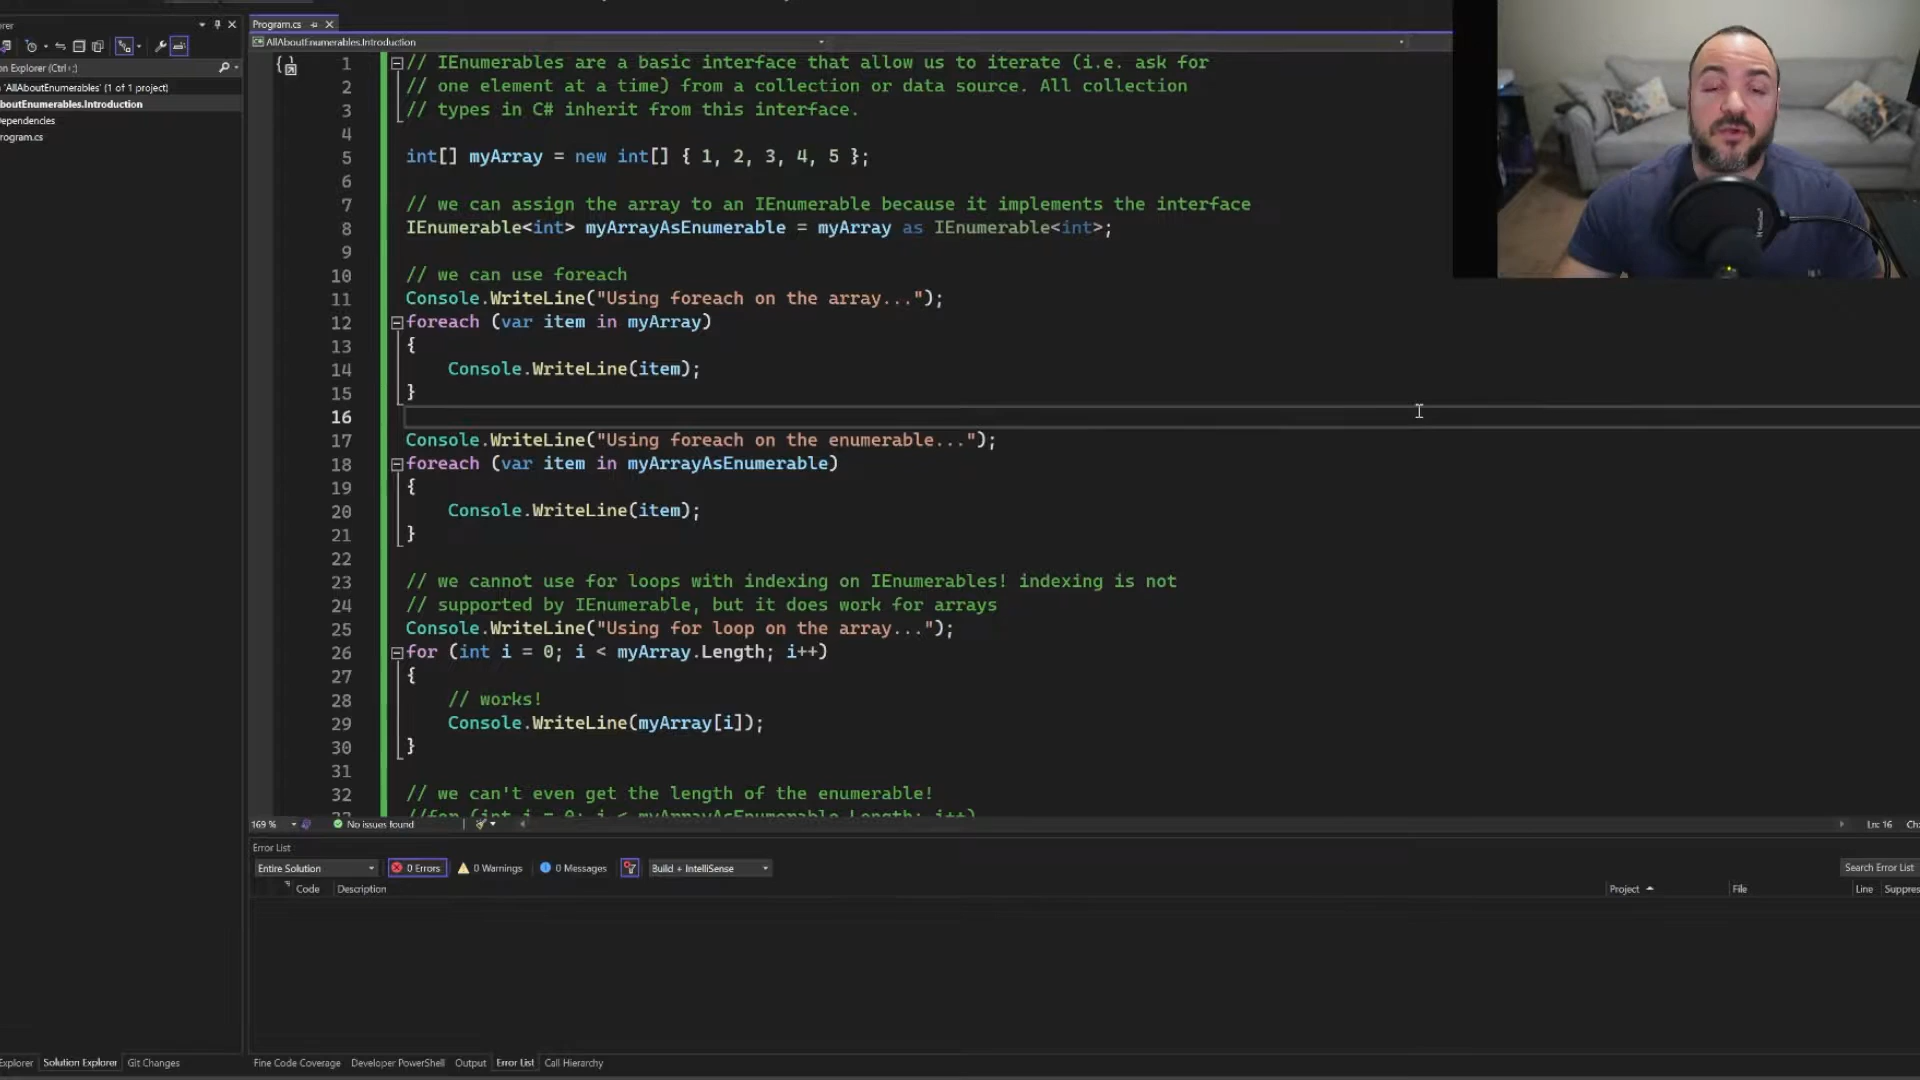 Program.cs
AllAboutEnumerables.Introduction
on Explorer (Ctrl+;)
'AllAboutEnumerables' (1 of 1 project)
boutEnumerables.Introduction
Dependencies
rogram.cs
1 // IEnumerables are a basic interface that allow us to iterate (i.e. ask for
2 // one element at a time) from a collection or data source. All collection
3 // types in C# inherit from this interface.
4
5 int[] myArray = new int[] { 1, 2, 3, 4, 5 };
6
7 // we can assign the array to an IEnumerable because it implements the interface
8 IEnumerable<int> myArrayAsEnumerable = myArray as IEnumerable<int>;
9
10 // we can use foreach
11 Console.WriteLine("Using foreach on the array...");
12 foreach (var item in myArray)
13 {
14 Console.WriteLine(item);
15 }
16
17 Console.WriteLine("Using foreach on the enumerable...");
18 foreach (var item in myArrayAsEnumerable)
19 {
20 Console.WriteLine(item);
21 }
22
23 // we cannot use for loops with indexing on IEnumerables! indexing is not
24 // supported by IEnumerable, but it does work for arrays
25 Console.WriteLine("Using for loop on the array...");
26 for (int i = 0; i < myArray.Length; i++)
27 {
28 // works!
29 Console.WriteLine(myArray[i]);
30 }
31
32 // we can't even get the length of the enumerable!
//for (int i = 0; i < myArrayAsEnumerable.Length; i++)
169 % No issues found Ln: 16 Ch:
Error List
Entire Solution 0 Errors 0 Warnings 0 Messages Build + IntelliSense Search Error List
Code Description Project File Line Suppres
Explorer Solution Explorer Git Changes Fine Code Coverage Developer PowerShell Output Error List Call Hierarchy